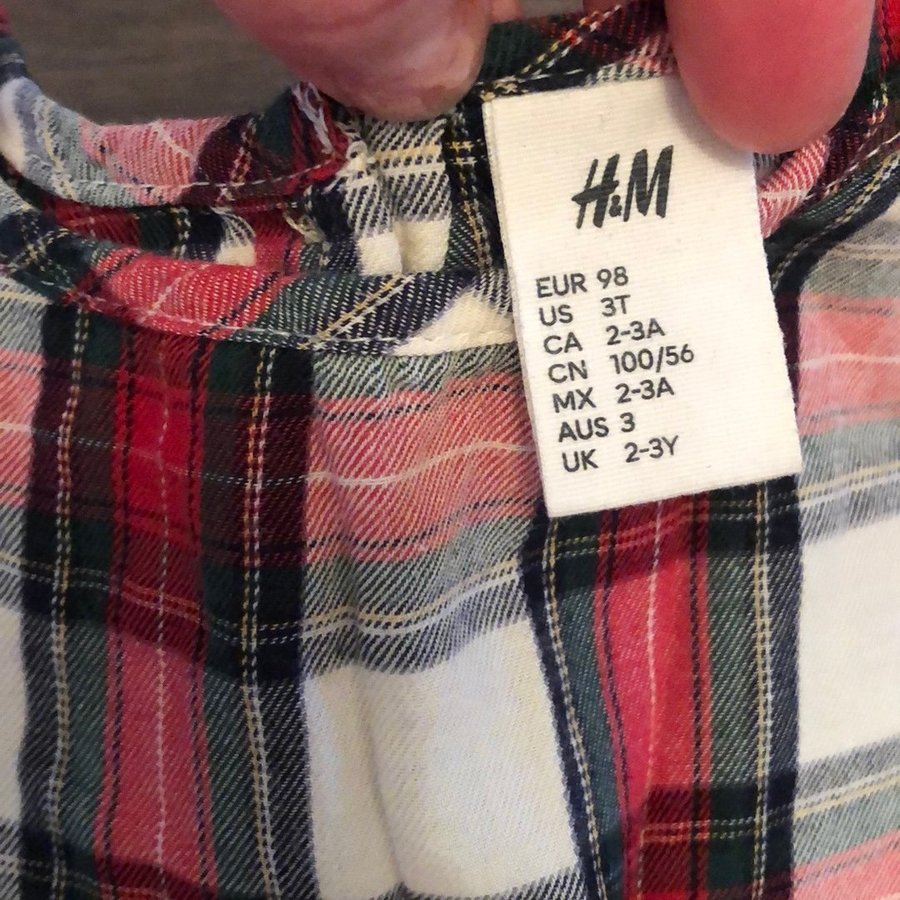 H&M
EUR 98
US 3T
CA 2-3A
CN 100/56
MX 2-3A
AUS 3
UK 2-3Y